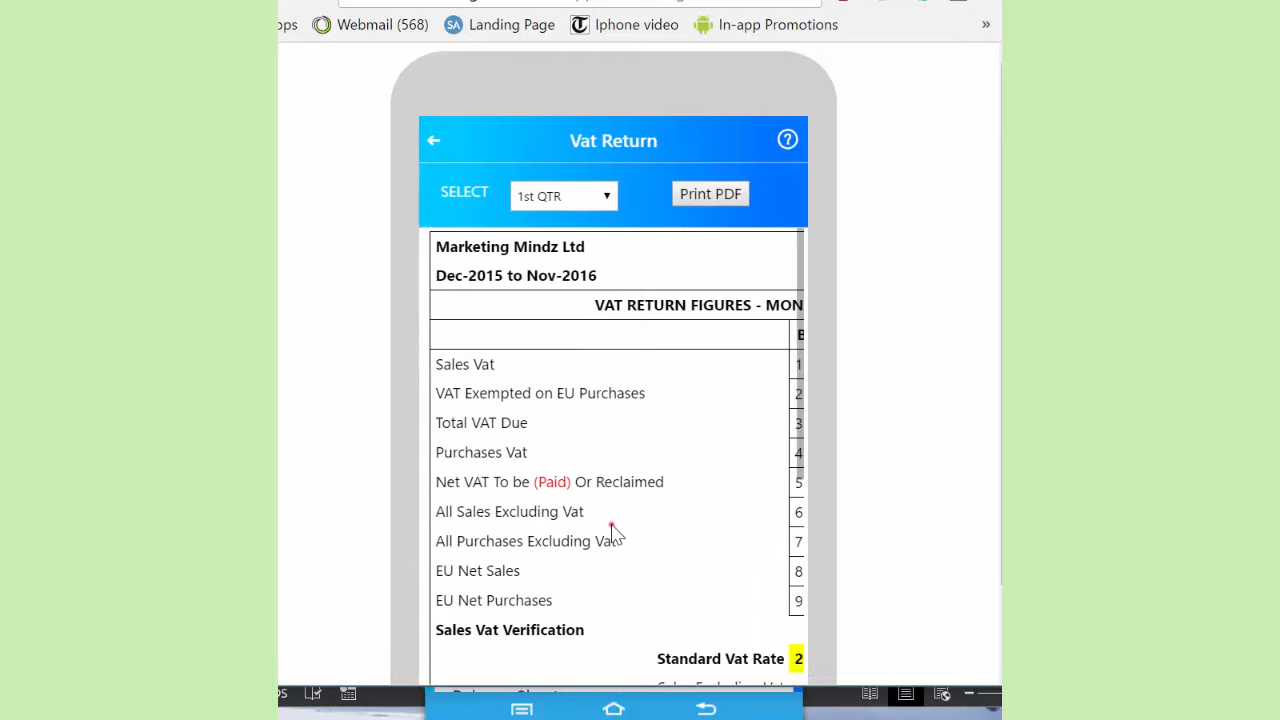 ps Webmail (568) SA Landing Page T Iphone video In-app Promotions »
Vat Return ?
SELECT 1st QTR Print PDF
Marketing Mindz Ltd
Dec-2015 to Nov-2016
VAT RETURN FIGURES - MON
Sales Vat 1
VAT Exempted on EU Purchases 2
Total VAT Due 3
Purchases Vat 4
Net VAT To be (Paid) Or Reclaimed 5
All Sales Excluding Vat 6
All Purchases Excluding Vat 7
EU Net Sales 8
EU Net Purchases 9
Sales Vat Verification
Standard Vat Rate 2